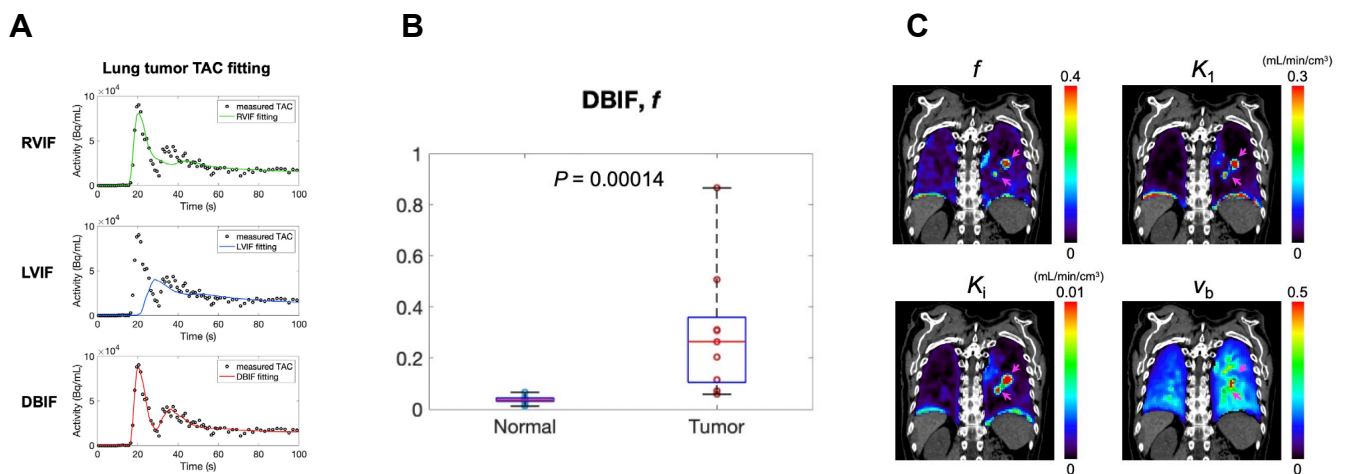 A
Lung tumor TAC fitting
RVIF
×10⁴
Activity (Bq/mL)
10
5
0
measured TAC
RVIF fitting
0 20 40 60 80 100
Time (s)
LVIF
×10⁴
Activity (Bq/mL)
10
5
0
measured TAC
LVIF fitting
0 20 40 60 80 100
Time (s)
DBIF
×10⁴
Activity (Bq/mL)
10
5
0
measured TAC
DBIF fitting
0 20 40 60 80 100
Time (s)
B
DBIF, f
P = 0.00014
1
0.8
0.6
0.4
0.2
0
Normal Tumor
C
f
0.4
0
K1
(mL/min/cm³)
0.3
0
Ki
(mL/min/cm³)
0.01
0
vb
0.5
0